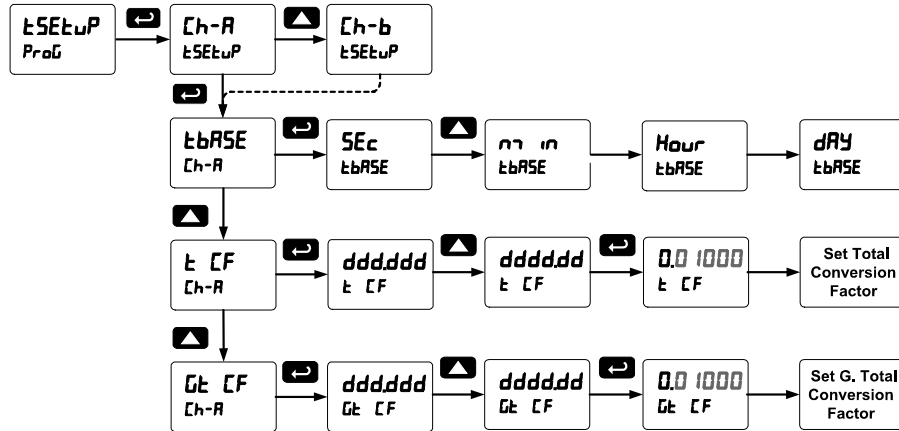 tSEtuP
ProG
Ch-A
tSEtuP
Ch-b
tSEtuP
tbASE
Ch-A
SEc
tbASE
min
tbASE
Hour
tbASE
dAY
tbASE
t CF
Ch-A
ddd.ddd
t CF
dddd.dd
t CF
0.01000
t CF
Set Total
Conversion
Factor
Gt CF
Ch-A
ddd.ddd
Gt CF
dddd.dd
Gt CF
0.01000
Gt CF
Set G. Total
Conversion
Factor